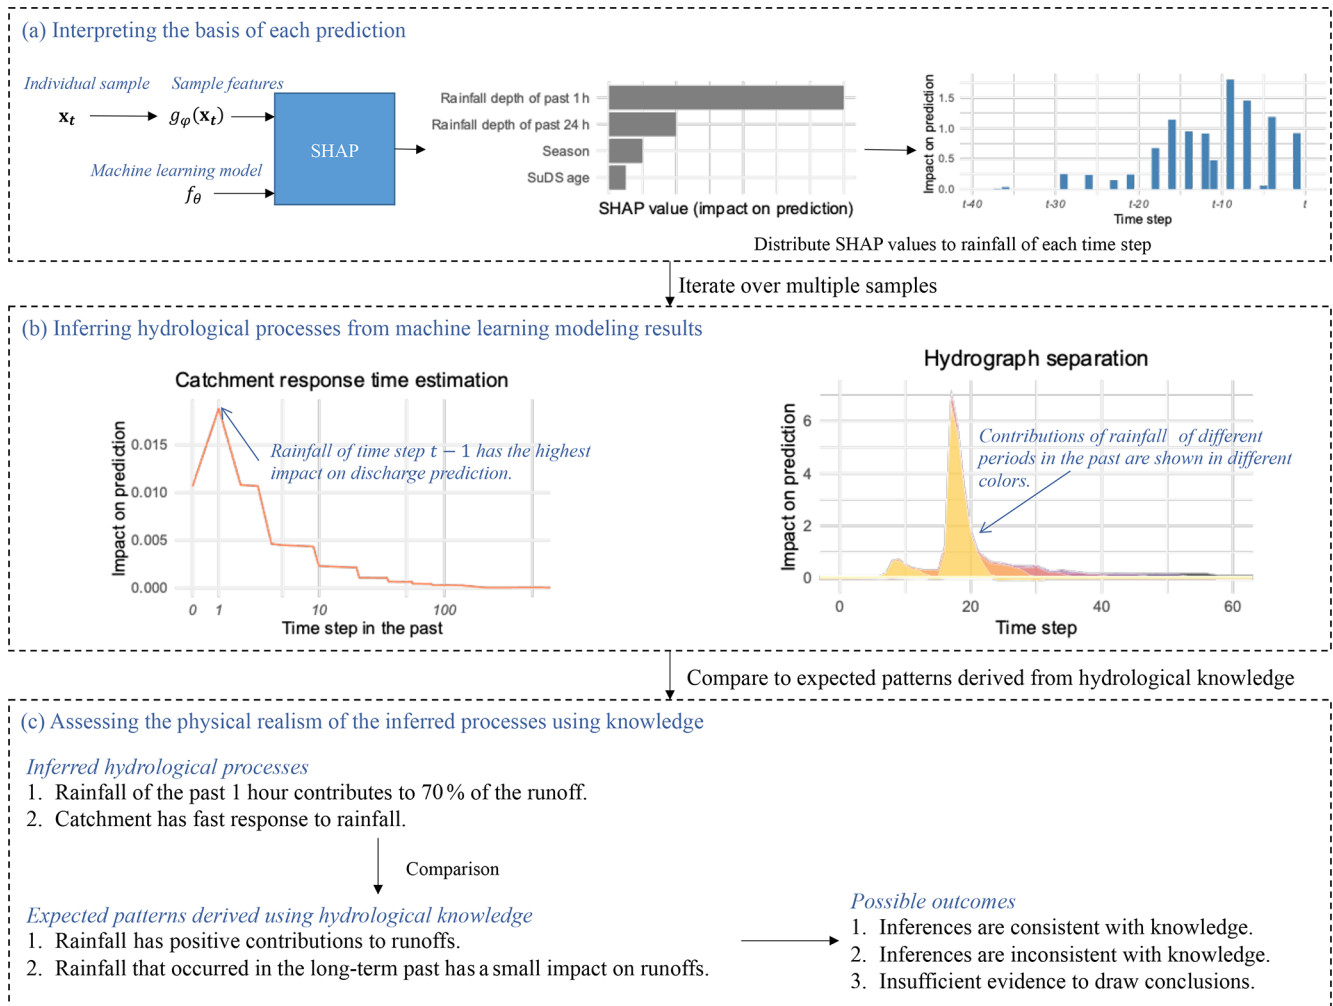 (a) Interpreting the basis of each prediction
Individual sample
Sample features
𝐱𝒕
gφ(𝐱𝒕)
SHAP
Machine learning model
fθ
Rainfall depth of past 1 h
Rainfall depth of past 24 h
Season
SuDS age
SHAP value (impact on prediction)
Impact on prediction
1.5
1.0
0.5
0.0
t-40
t-30
t-20
t-10
t
Time step
Distribute SHAP values to rainfall of each time step
Iterate over multiple samples
(b) Inferring hydrological processes from machine learning modeling results
Catchment response time estimation
Impact on prediction
0.015
0.010
0.005
0.000
Rainfall of time step t − 1 has the highest
impact on discharge prediction.
0
1
10
100
Time step in the past
Hydrograph separation
Impact on prediction
6
4
2
0
Contributions of rainfall of different
periods in the past are shown in different
colors.
0
20
40
60
Time step
Compare to expected patterns derived from hydrological knowledge
(c) Assessing the physical realism of the inferred processes using knowledge
Inferred hydrological processes
1. Rainfall of the past 1 hour contributes to 70 % of the runoff.
2. Catchment has fast response to rainfall.
Comparison
Expected patterns derived using hydrological knowledge
1. Rainfall has positive contributions to runoffs.
2. Rainfall that occurred in the long-term past has a small impact on runoffs.
Possible outcomes
1. Inferences are consistent with knowledge.
2. Inferences are inconsistent with knowledge.
3. Insufficient evidence to draw conclusions.